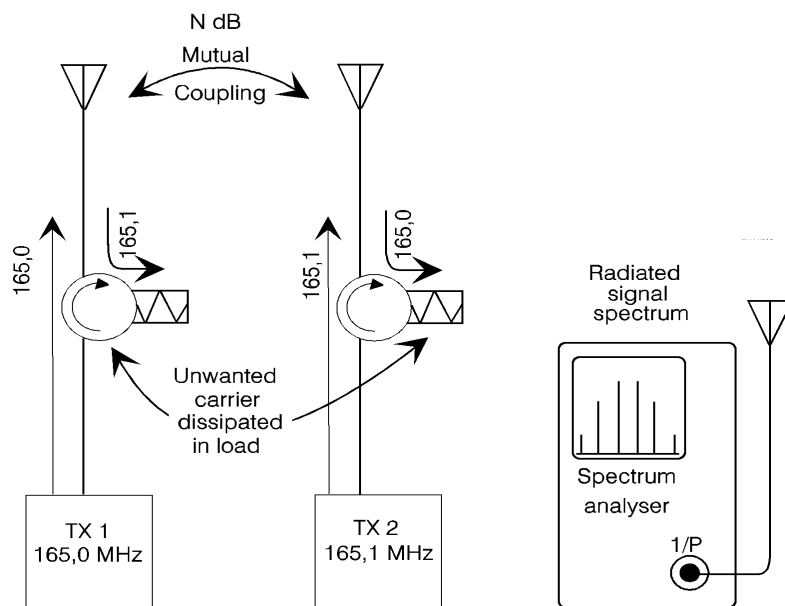 N dB
Mutual
Coupling
165,0
165,1
165,1
165,0
Unwanted
carrier
dissipated
in load
TX 1
165,0 MHz
TX 2
165,1 MHz
Radiated
signal
spectrum
Spectrum
analyser
1/P